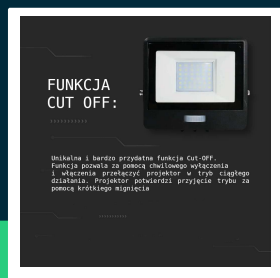 FUNKCJA
CUT OFF:
Unikalna i bardzo przydatna funkcja Cut-OFF.
Funkcja pozwala za pomocą chwilowego wyłączenia
i włączenia przełączyć projektor w tryb ciągłego
działania. Projektor potwierdzi przyjęcie trybu za
pomocą krótkiego mignięcia